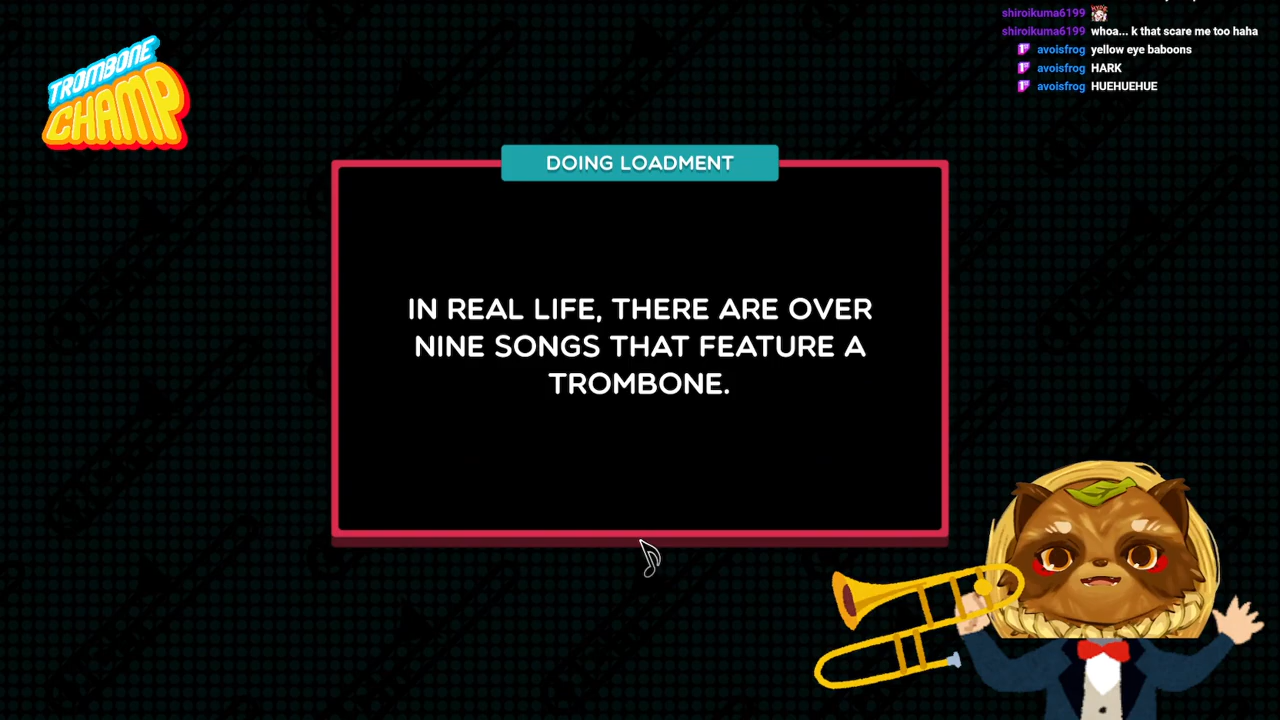 TROMBONE
CHAMP
shiroikuma6199
shiroikuma6199 whoa... k that scare me too haha
avoisfrog yellow eye baboons
avoisfrog HARK
avoisfrog HUEHUEHUE
DOING LOADMENT
IN REAL LIFE, THERE ARE OVER
NINE SONGS THAT FEATURE A
TROMBONE.